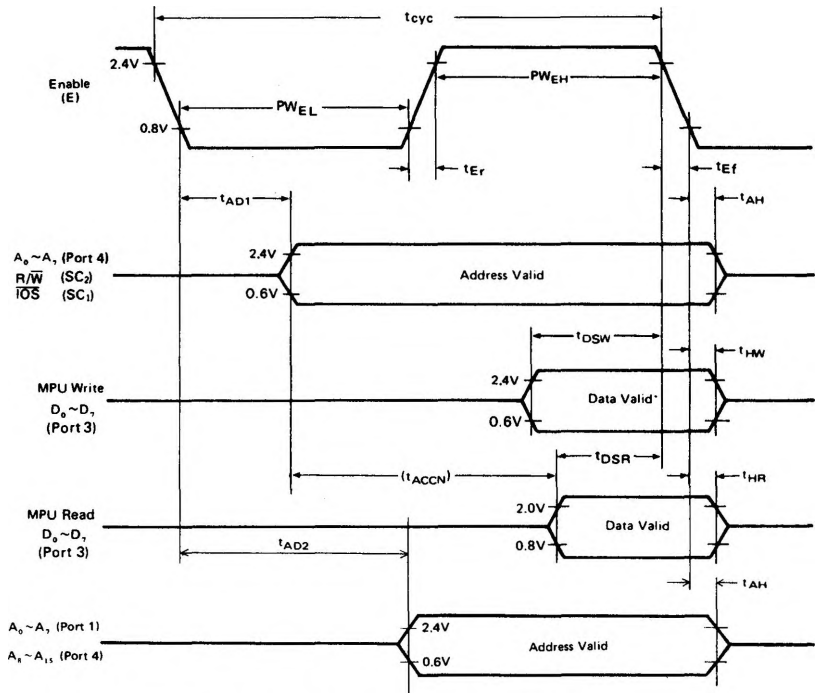 tcyc
Enable
(E)
2.4V
0.8V
PWEL
PWEH
tEr
tEf
tAD1
tAH
A0~A7 (Port 4)
R/W̅ (SC2)
I̅O̅S̅ (SC1)
2.4V
0.6V
Address Valid
tDSW
tHW
MPU Write
D0~D7
(Port 3)
2.4V
0.6V
Data Valid
(tACCN)
tDSR
tHR
MPU Read
D0~D7
(Port 3)
2.0V
0.8V
Data Valid
tAD2
tAH
A0~A7 (Port 1)
A8~A15 (Port 4)
2.4V
0.6V
Address Valid